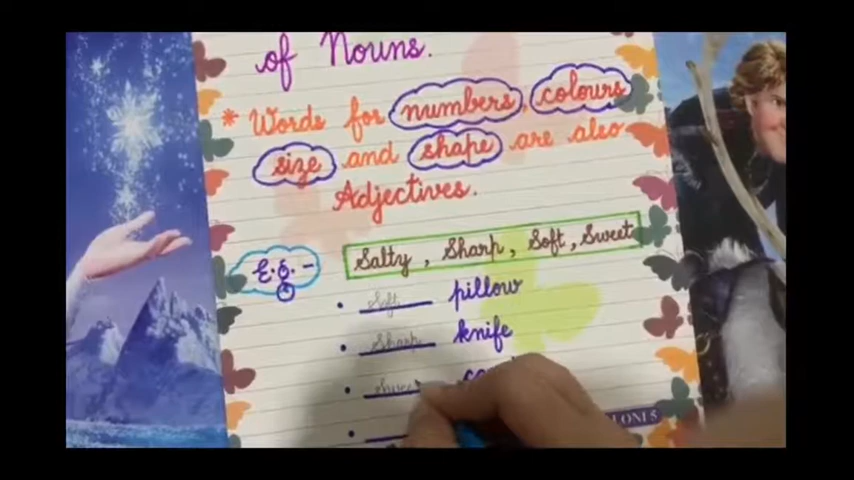 of Nouns.
* Words for numbers, colours
size and shape are also
Adjectives.
E.g.- Salty, Sharp, Soft, Sweet
• Soft pillow
• Sharp knife
• Sweet